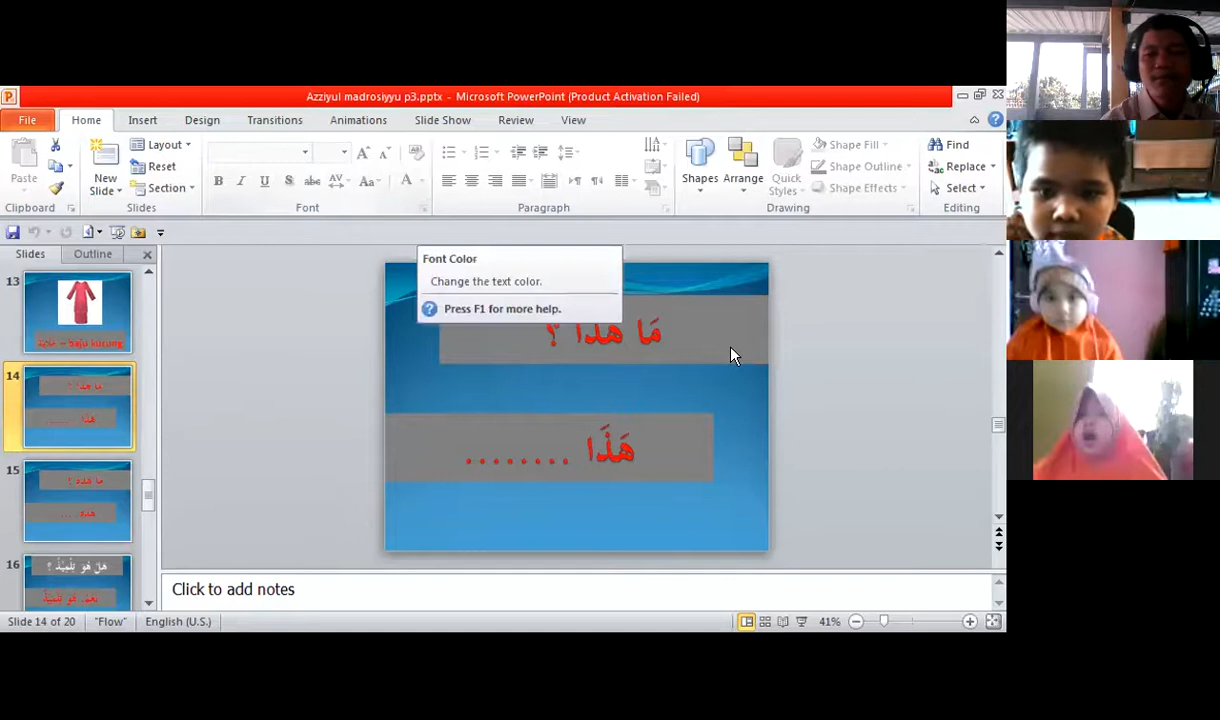 Azziyul madrosiyyu p3.pptx - Microsoft PowerPoint (Product Activation Failed)
File Home Insert Design Transitions Animations Slide Show Review View
Paste
New Slide
Layout
Reset
Section
Shapes Arrange Quick Styles
Shape Fill
Shape Outline
Shape Effects
Find
Replace
Select
B I U S abc AV Aa A
Clipboard Slides Font Paragraph Drawing Editing
Slides Outline
Font Color
Change the text color.
Press F1 for more help.
مَا هَذَا ؟
هَذَا ........
13
baju kurung
14
مَا هَذَا ؟
هَذَا ........
15
مَا هَذِهِ ؟
هَذِهِ ....
16
هَلْ هُوَ تِلْمِيْذٌ ؟
نَعَمْ، هُوَ تِلْمِيْذٌ
Click to add notes
Slide 14 of 20 "Flow" English (U.S.) 41%